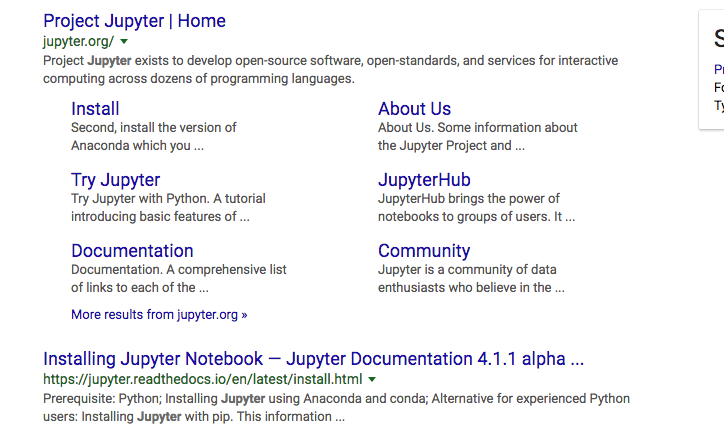 Project Jupyter | Home
jupyter.org/
Project Jupyter exists to develop open-source software, open-standards, and services for interactive
computing across dozens of programming languages.
Install
Second, install the version of
Anaconda which you ...
About Us
About Us. Some information about
the Jupyter Project and ...
Try Jupyter
Try Jupyter with Python. A tutorial
introducing basic features of ...
JupyterHub
JupyterHub brings the power of
notebooks to groups of users. It ...
Documentation
Documentation. A comprehensive list
of links to each of the ...
Community
Jupyter is a community of data
enthusiasts who believe in the ...
More results from jupyter.org »
Installing Jupyter Notebook — Jupyter Documentation 4.1.1 alpha ...
https://jupyter.readthedocs.io/en/latest/install.html
Prerequisite: Python; Installing Jupyter using Anaconda and conda; Alternative for experienced Python
users: Installing Jupyter with pip. This information ...